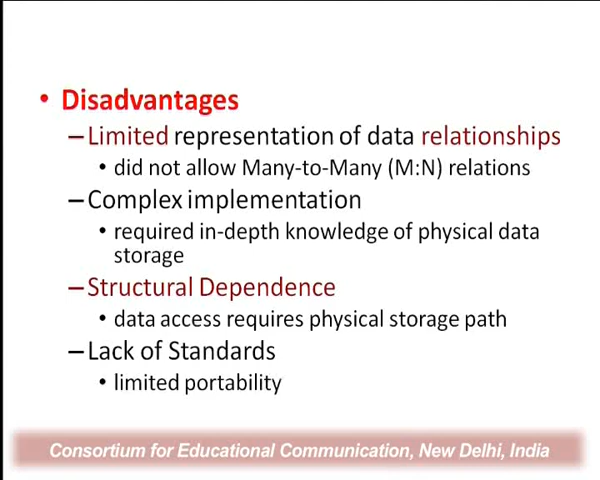 • Disadvantages
–Limited representation of data relationships
• did not allow Many-to-Many (M:N) relations
–Complex implementation
• required in-depth knowledge of physical data
storage
–Structural Dependence
• data access requires physical storage path
–Lack of Standards
• limited portability
Consortium for Educational Communication, New Delhi, India